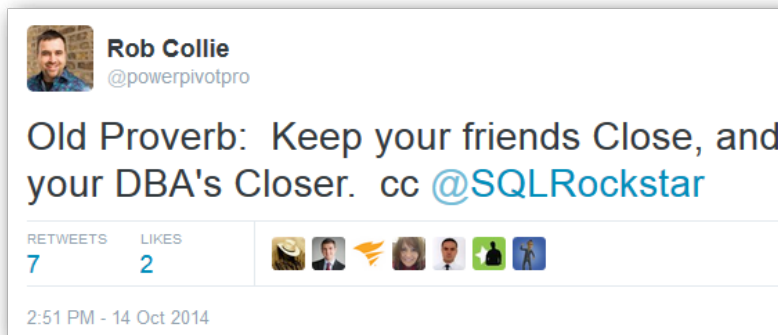 Rob Collie
@powerpivotpro
Old Proverb:  Keep your friends Close, and
your DBA's Closer.  cc @SQLRockstar
RETWEETS LIKES
7 2
2:51 PM - 14 Oct 2014